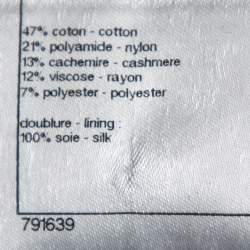 47% coton - cotton
21% polyamide - nylon
13% cachemire - cashmere
12% viscose - rayon
7% polyester - polyester
doublure - lining :
100% soie - silk
791639